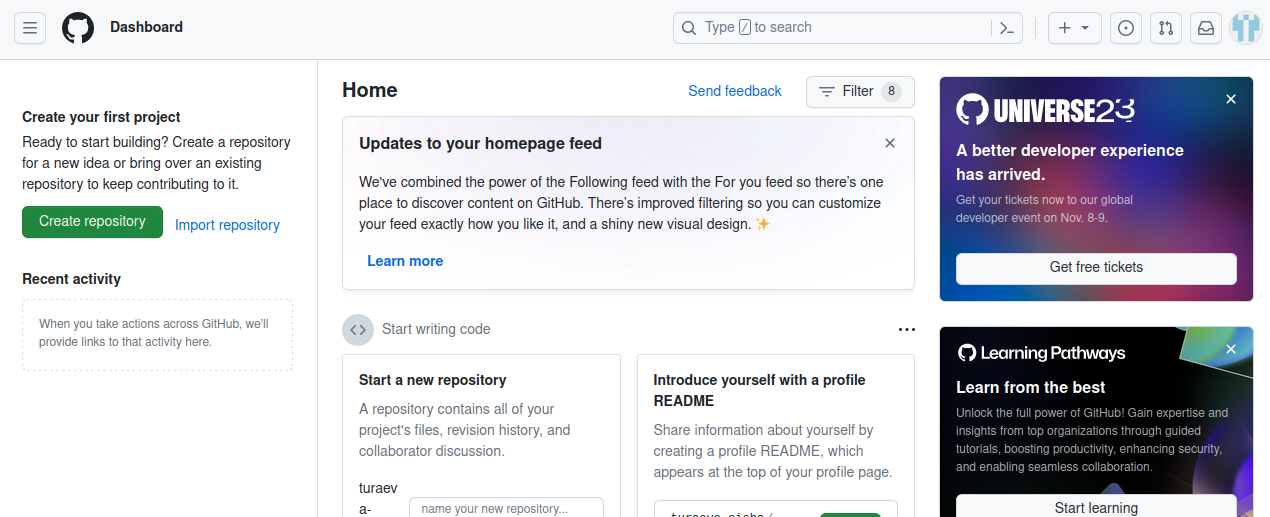 Dashboard
Type / to search
Create your first project
Ready to start building? Create a repository
for a new idea or bring over an existing
repository to keep contributing to it.
Create repository
Import repository
Recent activity
When you take actions across GitHub, we'll
provide links to that activity here.
Home
Send feedback
Filter 8
Updates to your homepage feed
We've combined the power of the Following feed with the For you feed so there's one
place to discover content on GitHub. There's improved filtering so you can customize
your feed exactly how you like it, and a shiny new visual design. ✨
Learn more
Start writing code
Start a new repository
A repository contains all of your
project's files, revision history, and
collaborator discussion.
turaev
a-
name your new repository...
Introduce yourself with a profile
README
Share information about yourself by
creating a profile README, which
appears at the top of your profile page.
UNIVERSE23
A better developer experience
has arrived.
Get your tickets now to our global
developer event on Nov. 8-9.
Get free tickets
Learning Pathways
Learn from the best
Unlock the full power of GitHub! Gain expertise and
insights from top organizations through guided
tutorials, boosting productivity, enhancing security,
and enabling seamless collaboration.
Start learning